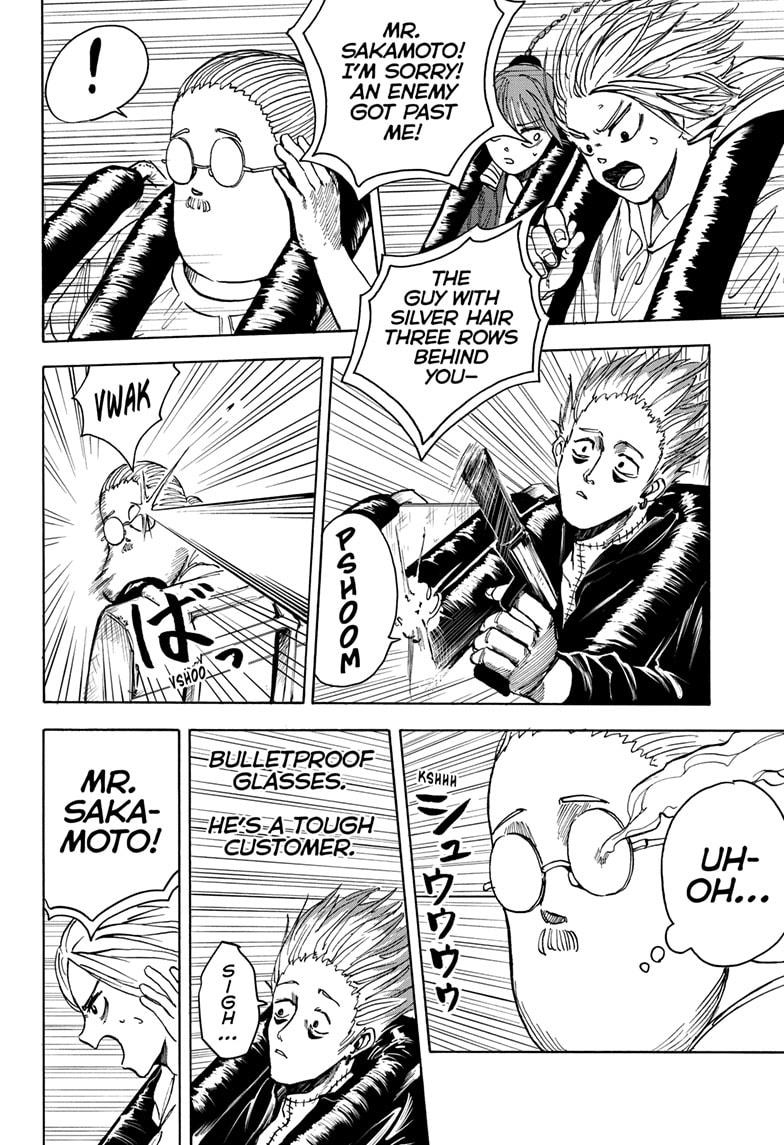 MR.
SAKAMOTO!
I'M SORRY!
AN ENEMY
GOT PAST
ME!
!
THE
GUY WITH
SILVER HAIR
THREE ROWS
BEHIND
YOU–
PSHOOM
VWAK
ばっ
VSHOO
UH-
OH...
KSHHH
シュウウゥゥ
BULLETPROOF
GLASSES.
HE'S A TOUGH
CUSTOMER.
SIGH
...
MR.
SAKA-
MOTO!